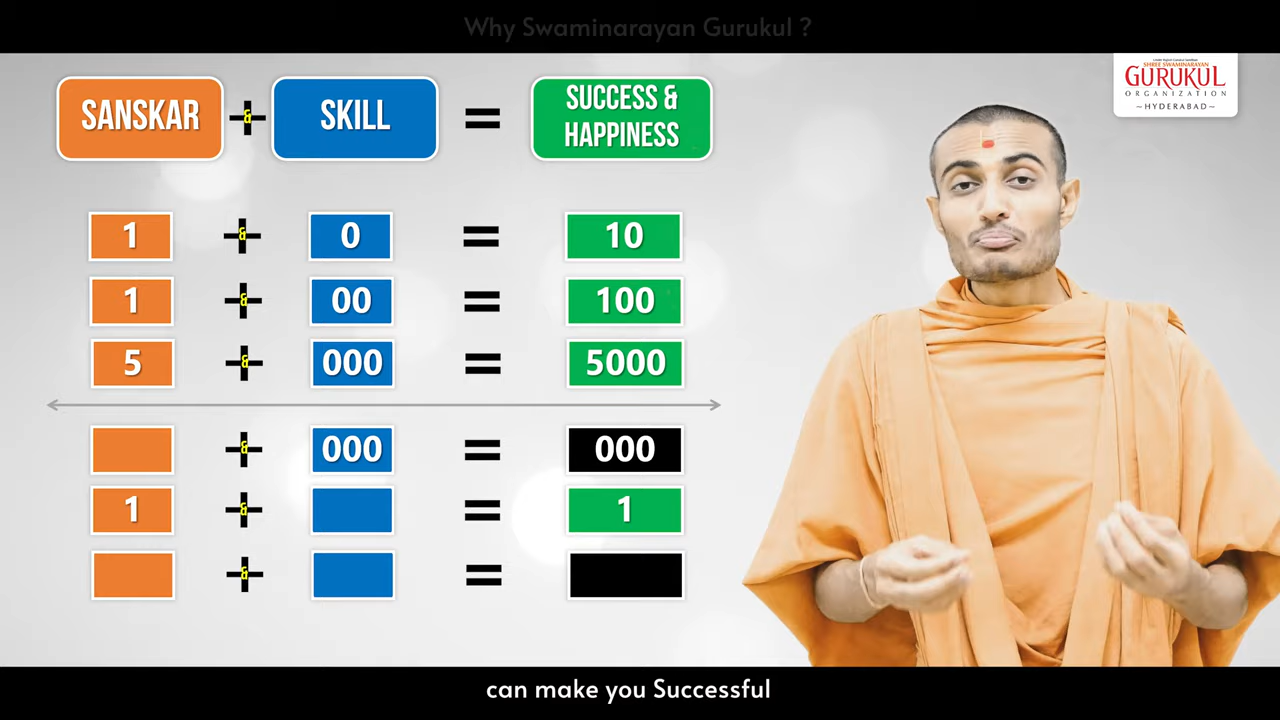 Why Swaminarayan Gurukul ?
SHREE SWAMINARAYAN
GURUKUL
ORGANIZATION
~HYDERABAD~
SANSKAR + & SKILL = SUCCESS &
HAPPINESS
1 + & 0 = 10
1 + & 00 = 100
5 + & 000 = 5000
+ & 000 = 000
1 + & = 1
+ & =
can make you Successful